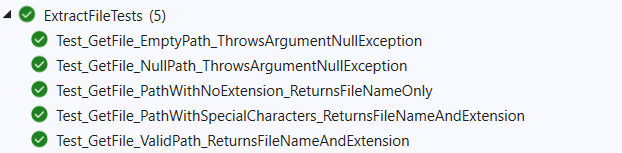 ExtractFileTests (5)
Test_GetFile_EmptyPath_ThrowsArgumentNullException
Test_GetFile_NullPath_ThrowsArgumentNullException
Test_GetFile_PathWithNoExtension_ReturnsFileNameOnly
Test_GetFile_PathWithSpecialCharacters_ReturnsFileNameAndExtension
Test_GetFile_ValidPath_ReturnsFileNameAndExtension